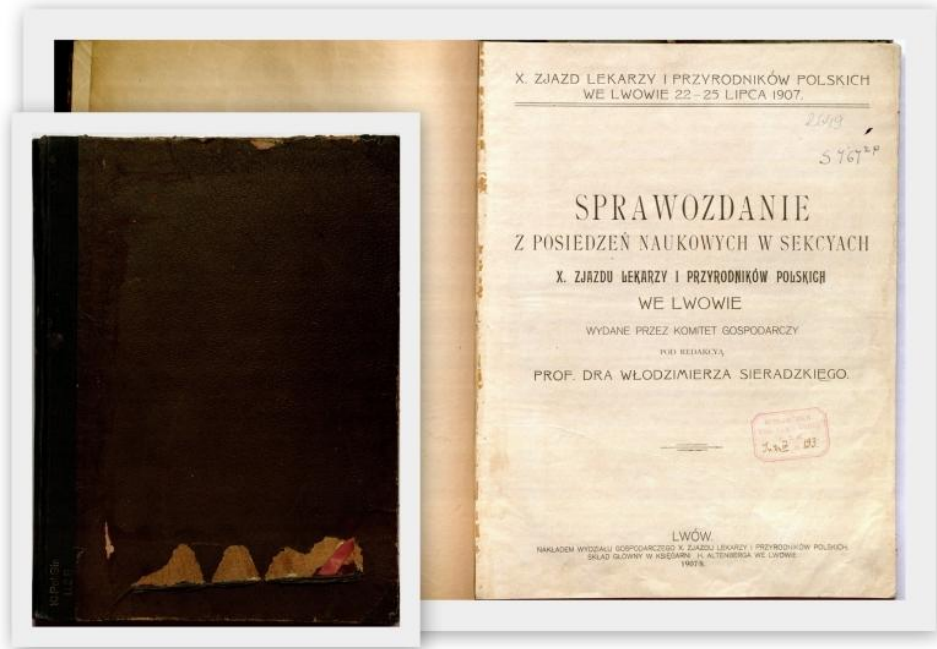 X. ZJAZD LEKARZY I PRZYRODNIKÓW POLSKICH
WE LWOWIE 22-25 LIPCA 1907.
SPRAWOZDANIE
Z POSIEDZEŃ NAUKOWYCH W SEKCYACH
X. ZJAZDU LEKARZY I PRZYRODNIKÓW POLSKICH
WE LWOWIE
WYDANE PRZEZ KOMITET GOSPODARCZY
POD REDAKCYĄ
PROF. DRA WŁODZIMIERZA SIERADZKIEGO.
LWÓW.
NAKŁADEM WYDZIAŁU GOSPODARCZEGO X. ZJAZDU LEKARZY I PRZYRODNIKÓW POLSKICH.
SKŁAD GŁÓWNY W KSIĘGARNI H. ALTENBERGA WE LWOWIE.
1907/8.